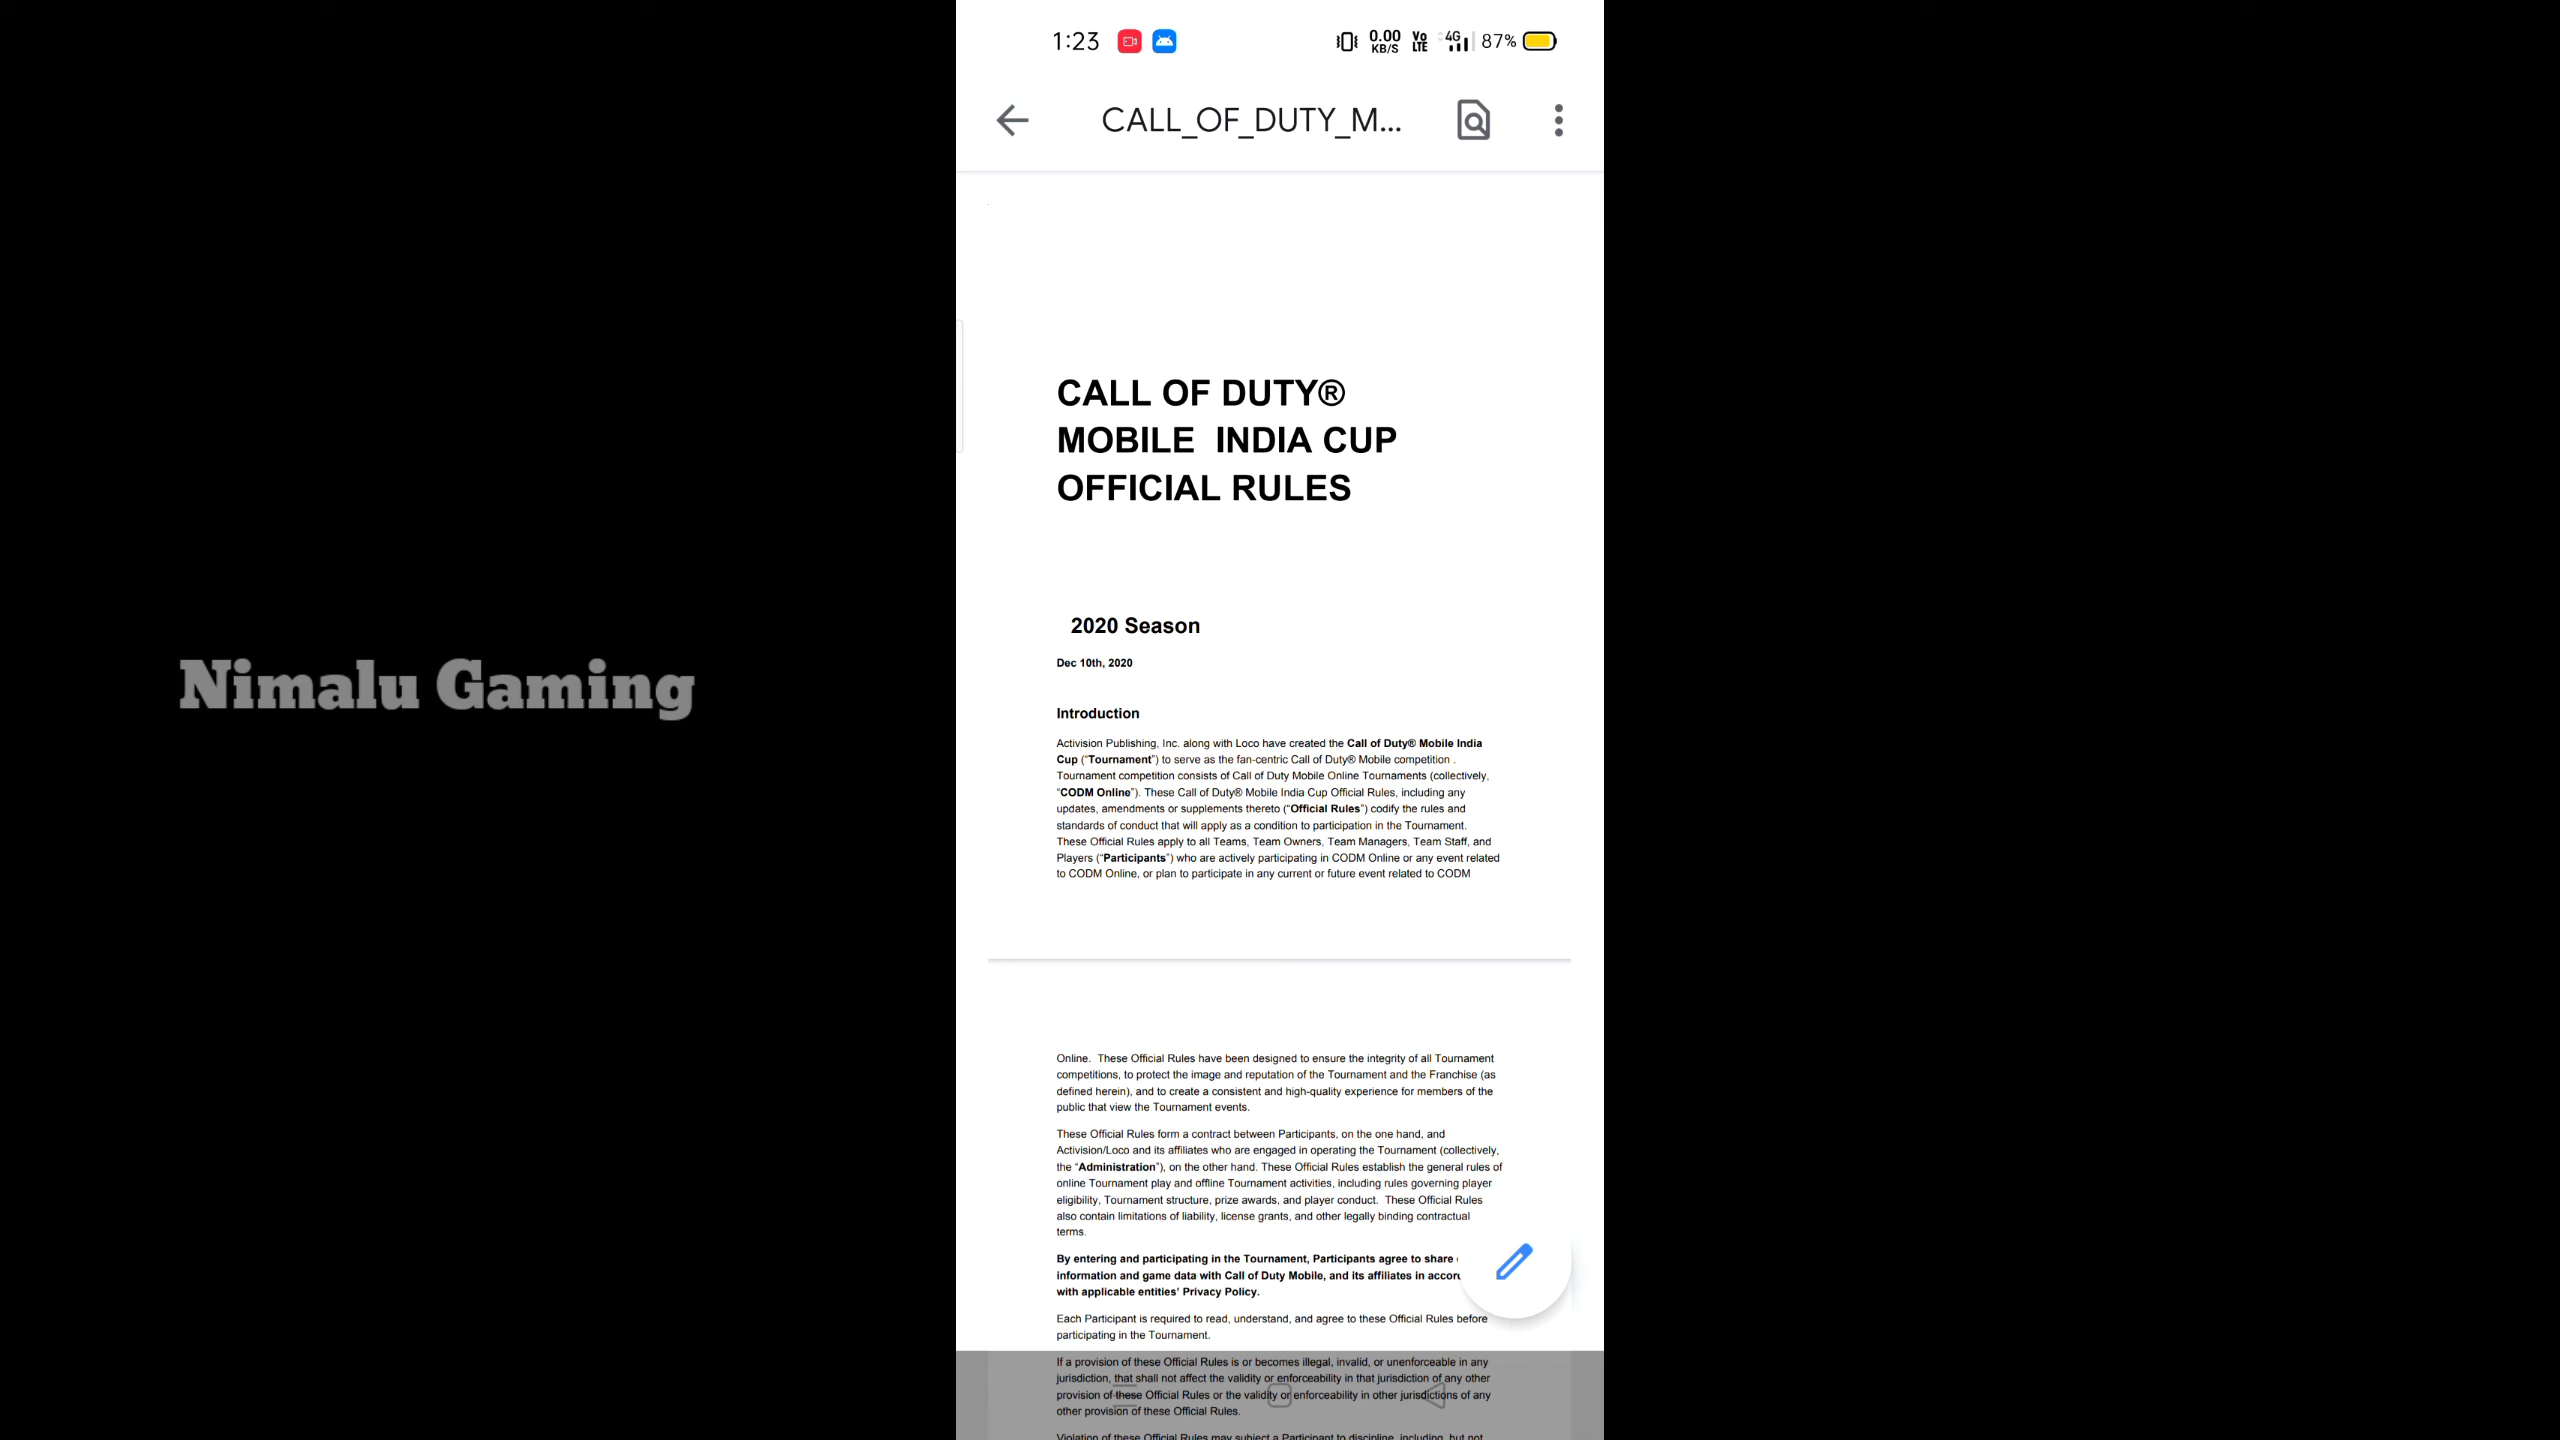 1:23
0.00
KB/S
Vo
LTE
4G
87%
CALL_OF_DUTY_M...
CALL OF DUTY®
MOBILE INDIA CUP
OFFICIAL RULES
2020 Season
Dec 10th, 2020
Nimalu Gaming
Introduction
Activision Publishing, Inc. along with Loco have created the Call of Duty® Mobile India
Cup (“Tournament”) to serve as the fan-centric Call of Duty® Mobile competition .
Tournament competition consists of Call of Duty Mobile Online Tournaments (collectively,
“CODM Online”). These Call of Duty® Mobile India Cup Official Rules, including any
updates, amendments or supplements thereto (“Official Rules”) codify the rules and
standards of conduct that will apply as a condition to participation in the Tournament.
These Official Rules apply to all Teams, Team Owners, Team Managers, Team Staff, and
Players (“Participants”) who are actively participating in CODM Online or any event related
to CODM Online, or plan to participate in any current or future event related to CODM
Online. These Official Rules have been designed to ensure the integrity of all Tournament
competitions, to protect the image and reputation of the Tournament and the Franchise (as
defined herein), and to create a consistent and high-quality experience for members of the
public that view the Tournament events.
These Official Rules form a contract between Participants, on the one hand, and
Activision/Loco and its affiliates who are engaged in operating the Tournament (collectively,
the “Administration”), on the other hand. These Official Rules establish the general rules of
online Tournament play and offline Tournament activities, including rules governing player
eligibility, Tournament structure, prize awards, and player conduct. These Official Rules
also contain limitations of liability, license grants, and other legally binding contractual
terms.
By entering and participating in the Tournament, Participants agree to share
information and game data with Call of Duty Mobile, and its affiliates in accor
with applicable entities’ Privacy Policy.
Each Participant is required to read, understand, and agree to these Official Rules before
participating in the Tournament.
If a provision of these Official Rules is or becomes illegal, invalid, or unenforceable in any
jurisdiction, that shall not affect the validity or enforceability in that jurisdiction of any other
provision of these Official Rules or the validity or enforceability in other jurisdictions of any
other provision of these Official Rules.
Violation of these Official Rules may subject a Participant to discipline, including, but not